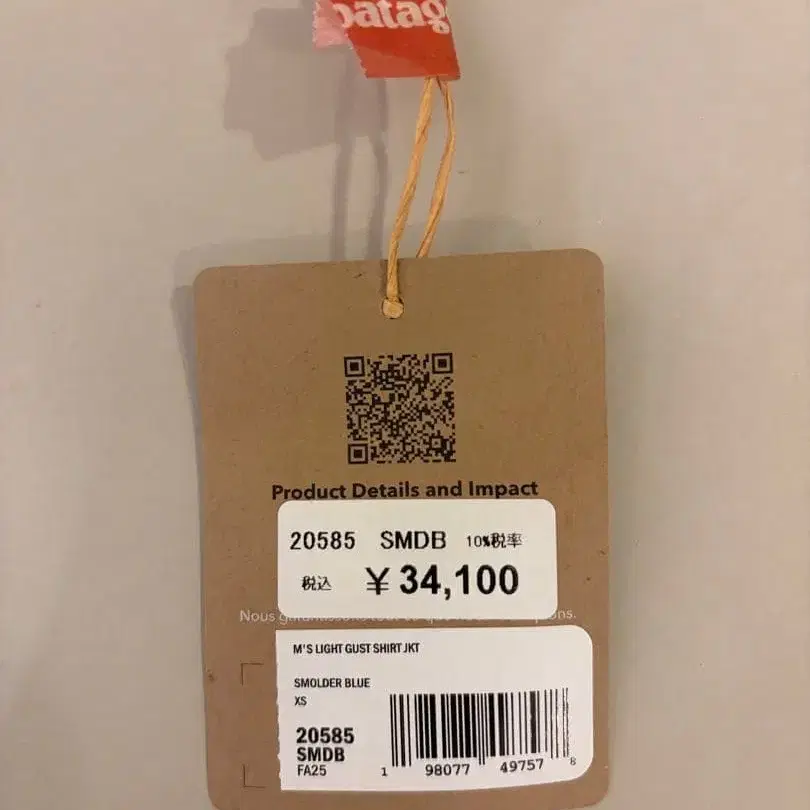 patag
Product Details and Impact
20585 SMDB 10%税率
税込 ¥34,100
Nous
M'S LIGHT GUST SHIRT JKT
SMOLDER BLUE
XS
20585
SMDB
FA25
1 98077 49757 8